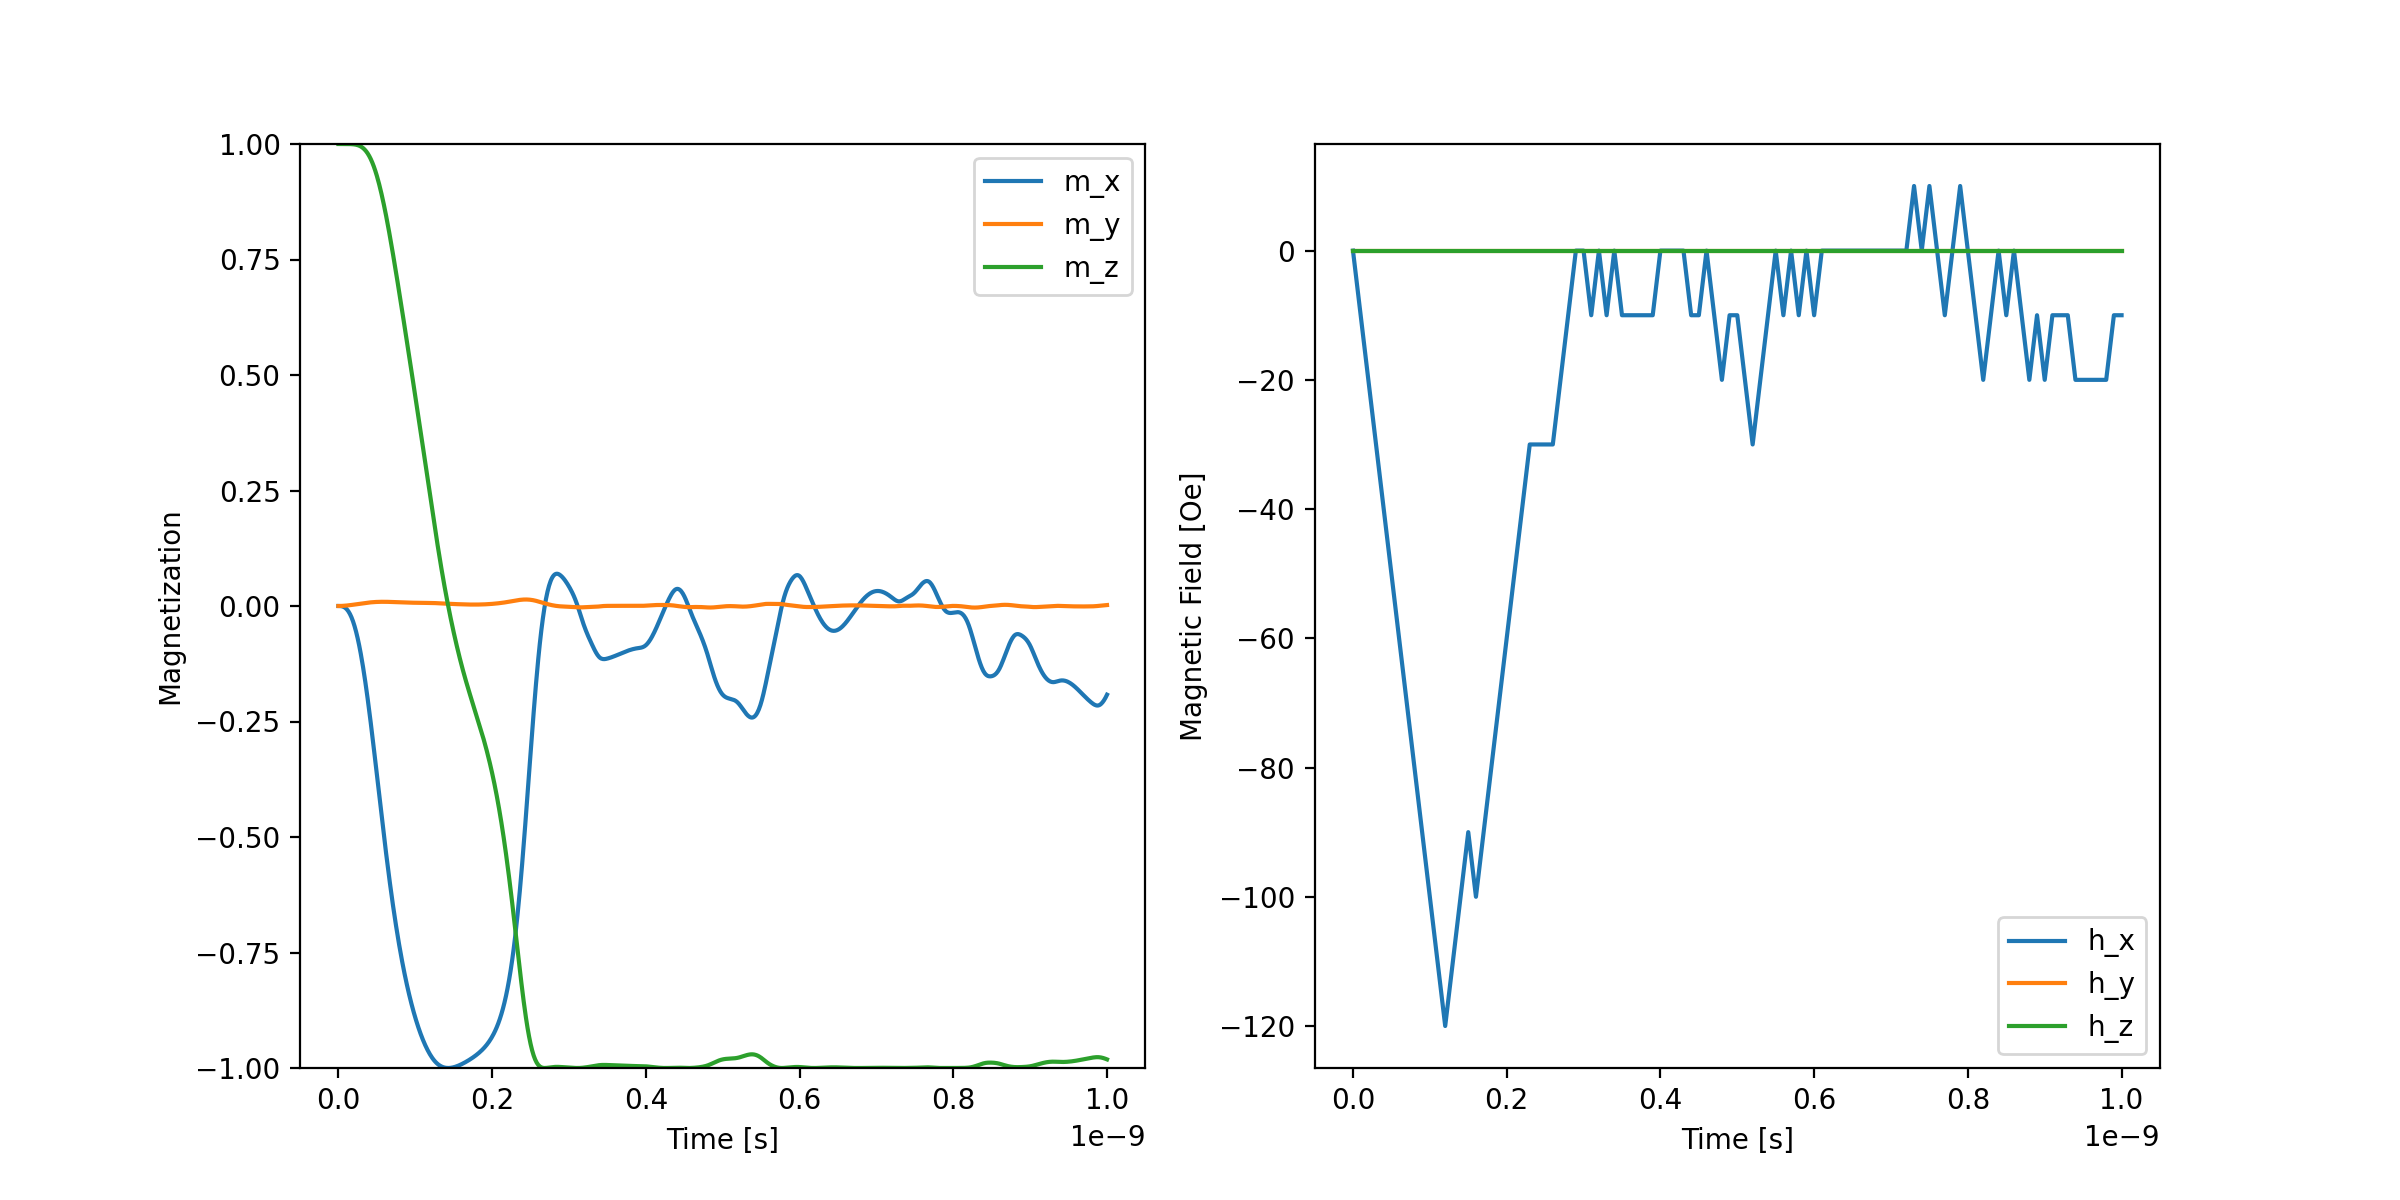 Magnetization
1.00
0.75
0.50
0.25
0.00
−0.25
−0.50
−0.75
−1.00
0.0 0.2 0.4 0.6 0.8 1.0
Time [s]
1e−9
m_x
m_y
m_z
Magnetic Field [Oe]
0
−20
−40
−60
−80
−100
−120
0.0 0.2 0.4 0.6 0.8 1.0
Time [s]
1e−9
h_x
h_y
h_z